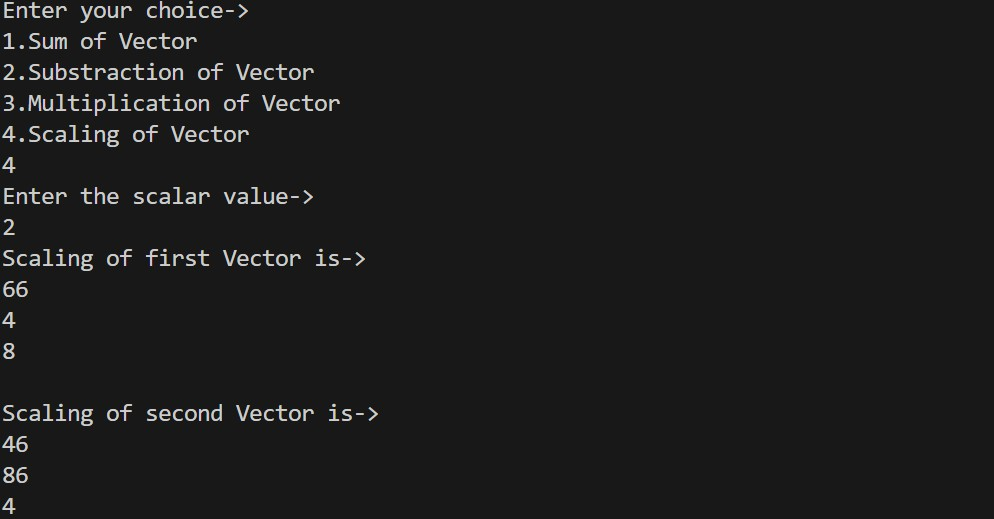 Enter your choice->
1.Sum of Vector
2.Substraction of Vector
3.Multiplication of Vector
4.Scaling of Vector
4
Enter the scalar value->
2
Scaling of first Vector is->
66
4
8
Scaling of second Vector is->
46
86
4